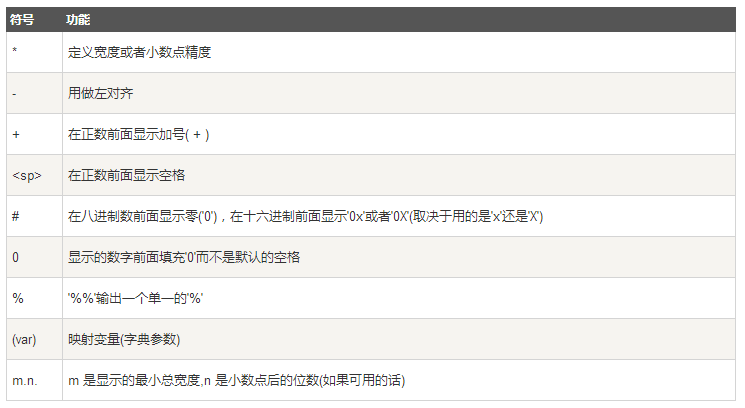 符号 功能
* 定义宽度或者小数点精度
- 用做左对齐
+ 在正数前面显示加号( + )
<sp> 在正数前面显示空格
# 在八进制数前面显示零('0')，在十六进制前面显示'0x'或者'0X'(取决于用的是'x'还是'X')
0 显示的数字前面填充'0'而不是默认的空格
% '%%'输出一个单一的'%'
(var) 映射变量(字典参数)
m.n. m 是显示的最小总宽度,n 是小数点后的位数(如果可用的话)